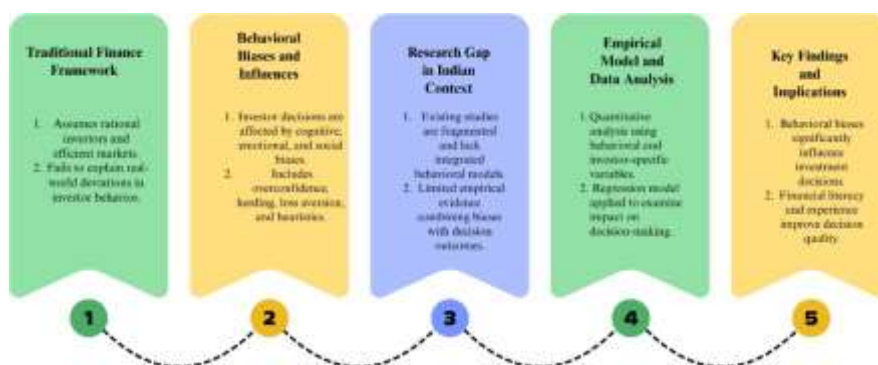 Traditional Finance
Framework
1. Assumes rational
investors and
efficient markets.
2. Fails to explain real-
world deviations in
investor behavior.
Behavioral
Biases and
Influences
1. Investor decisions are
affected by cognitive,
emotional, and social
biases.
2. Includes
overconfidence,
herding, loss aversion,
and heuristics.
Research Gap
in Indian
Context
1. Existing studies
are fragmented
and lack
integrated
behavioral models.
2. Limited empirical
evidence
combining biases
with decision
outcomes.
Empirical
Model and
Data Analysis
1. Quantitative
analysis using
behavioral and
investor-specific
variables.
2. Regression model
applied to examine
impact on
decision-making.
Key Findings
and
Implications
1. Behavioral biases
significantly
influence
investment
decisions.
2. Financial literacy
and experience
improve decision
quality
1
2
3
4
5